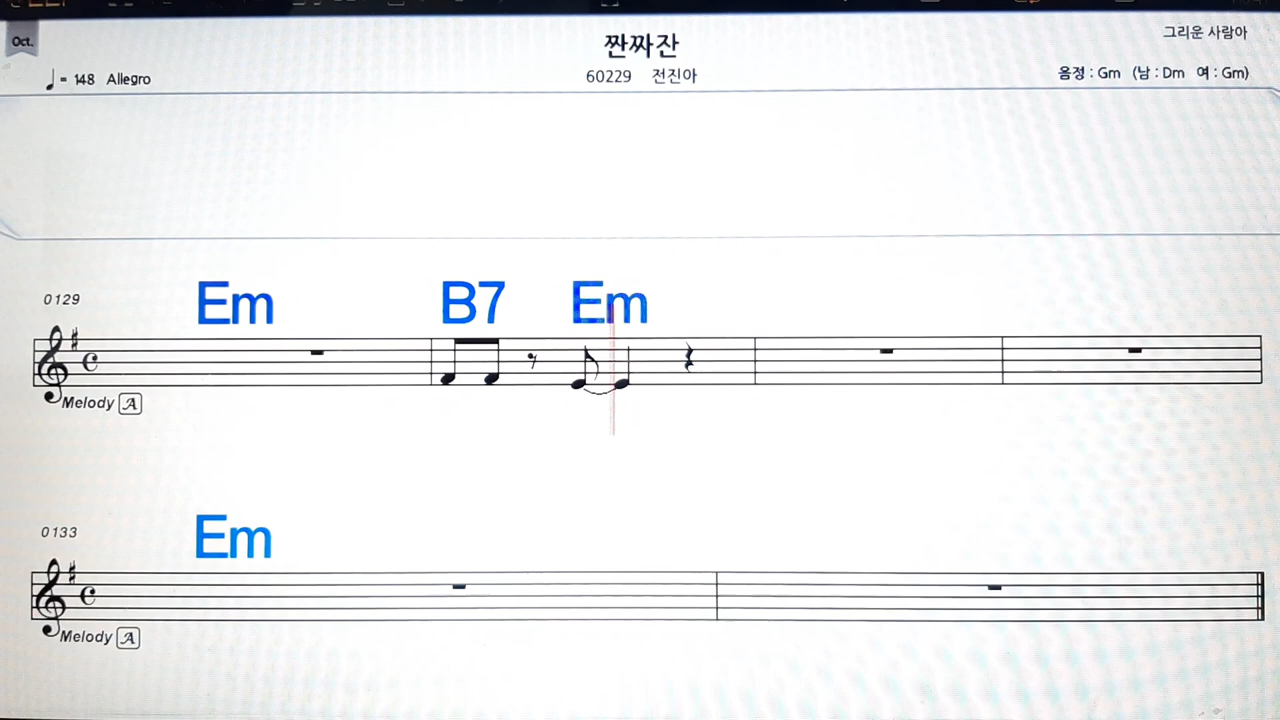 Oct.
짠짜잔
그리운 사람아
= 148 Allegro
60229 전진아
음정 : Gm (남 : Dm 여 : Gm)
Em B7 Em
0129
Melody A
Em
0133
Melody A